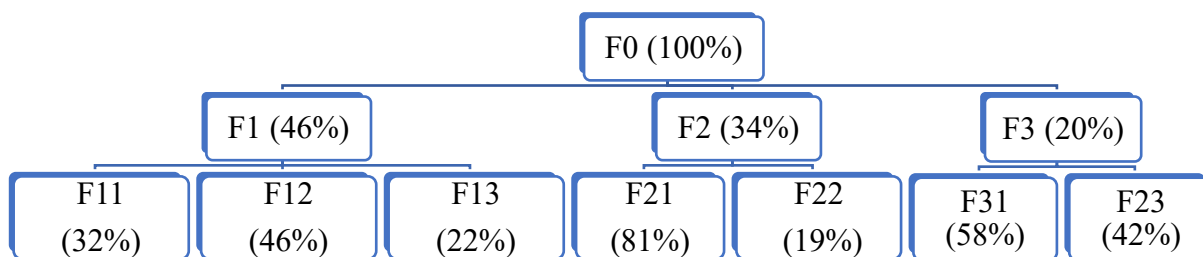 F0 (100%)
F1 (46%)
F2 (34%)
F3 (20%)
F11
(32%)
F12
(46%)
F13
(22%)
F21
(81%)
F22
(19%)
F31
(58%)
F23
(42%)